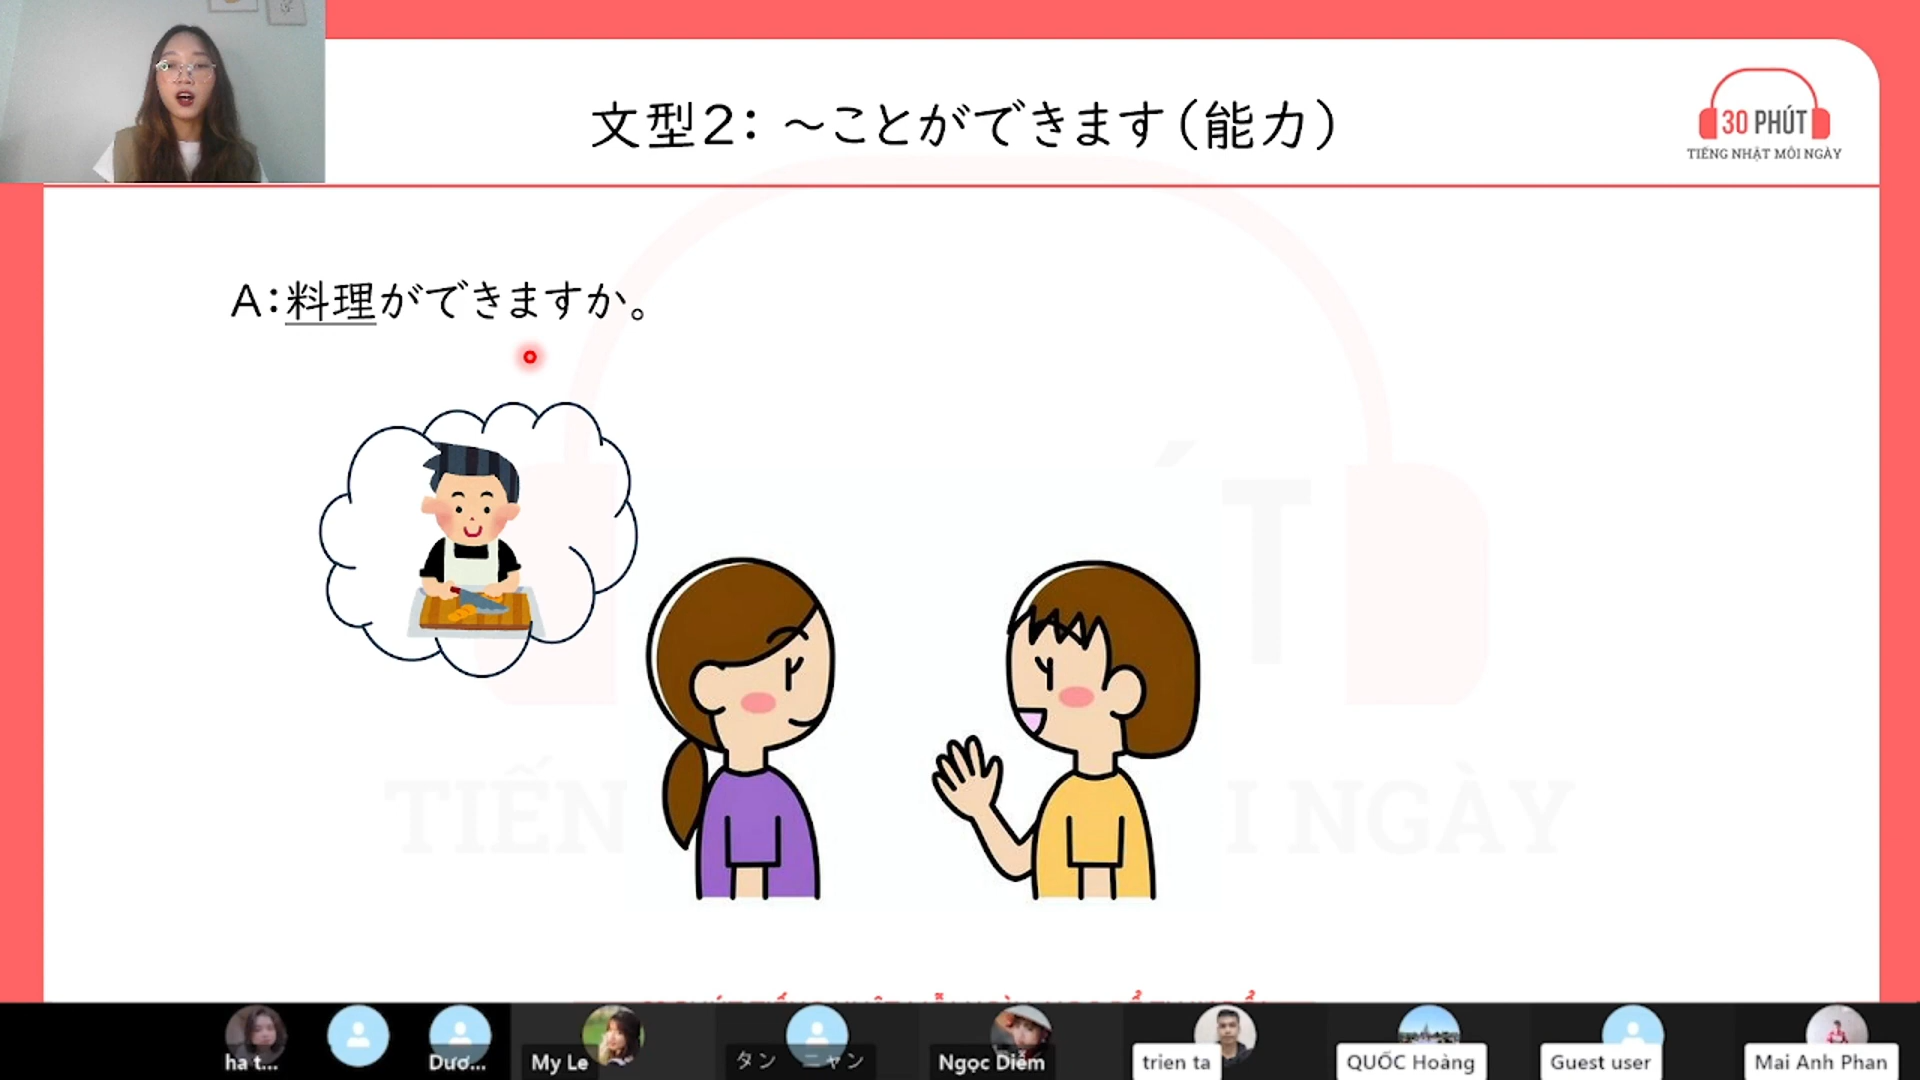 文型2：～ことができます（能力）
30 PHÚT
TIẾNG NHẬT MỖI NGÀY
A：料理ができますか。
TIẾN
I NGÀY
ha t...
Dươ...
My Le
タン ニャン
Ngọc Diễm
trien ta
QUỐC Hoàng
Guest user
Mai Anh Phan